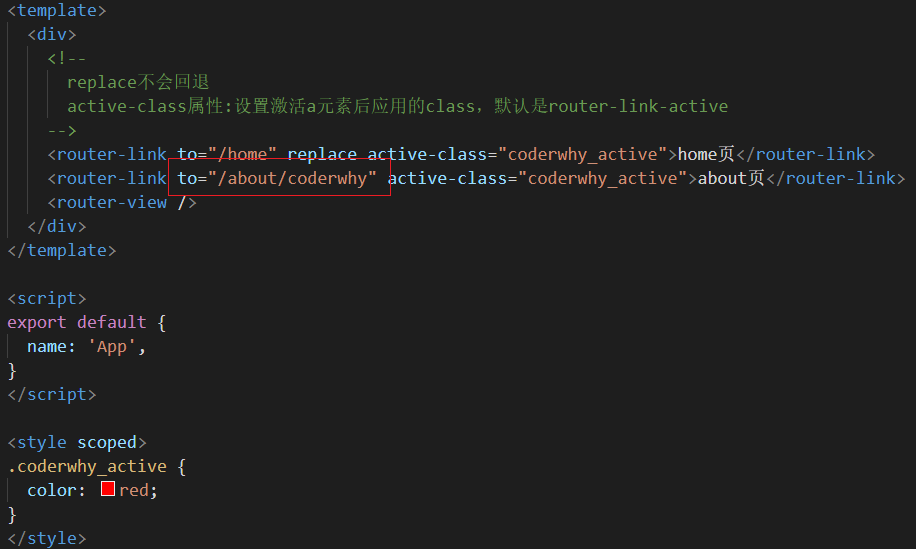 <template>
<div>
<!--
replace不会回退
active-class属性:设置激活a元素后应用的class，默认是router-link-active
-->
<router-link to="/home" replace active-class="coderwhy_active">home页</router-link>
<router-link to="/about/coderwhy" active-class="coderwhy_active">about页</router-link>
<router-view />
</div>
</template>
<script>
export default {
name: 'App',
}
</script>
<style scoped>
.coderwhy_active {
color: red;
}
</style>